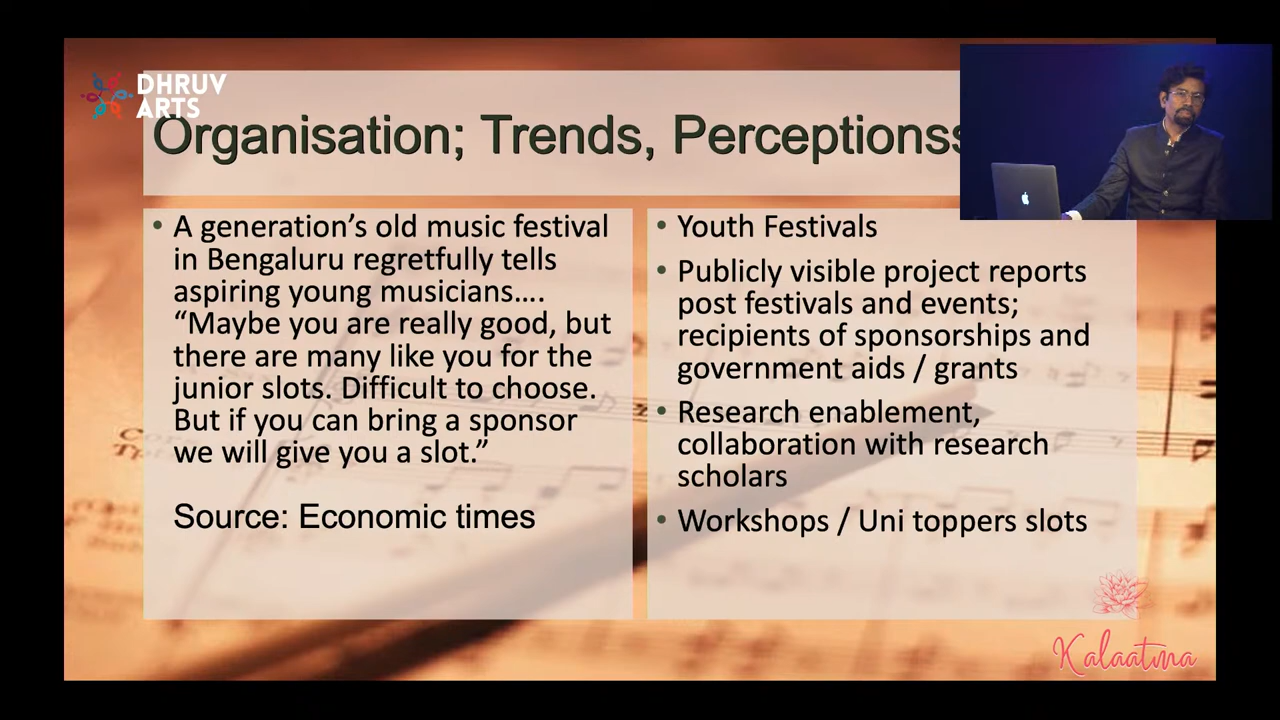 DHRUV
ARTS
Organisation; Trends, Perceptionss
• A generation’s old music festival
in Bengaluru regretfully tells
aspiring young musicians….
“Maybe you are really good, but
there are many like you for the
junior slots. Difficult to choose.
But if you can bring a sponsor
we will give you a slot.”
Source: Economic times
• Youth Festivals
• Publicly visible project reports
post festivals and events;
recipients of sponsorships and
government aids / grants
• Research enablement,
collaboration with research
scholars
• Workshops / Uni toppers slots
Kalaatma